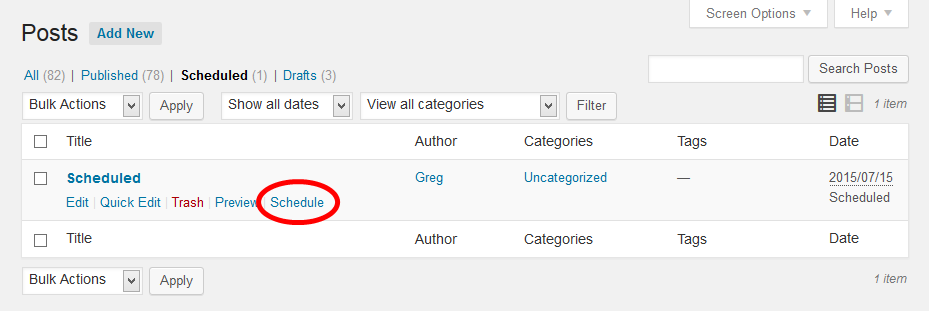 Screen Options Help
Posts Add New
All (82) | Published (78) | Scheduled (1) | Drafts (3)
Search Posts
Bulk Actions Apply Show all dates View all categories Filter 1 item
Title Author Categories Tags Date
Scheduled Greg Uncategorized — 2015/07/15
Scheduled
Edit | Quick Edit | Trash | Preview Schedule
Title Author Categories Tags Date
Bulk Actions Apply 1 item